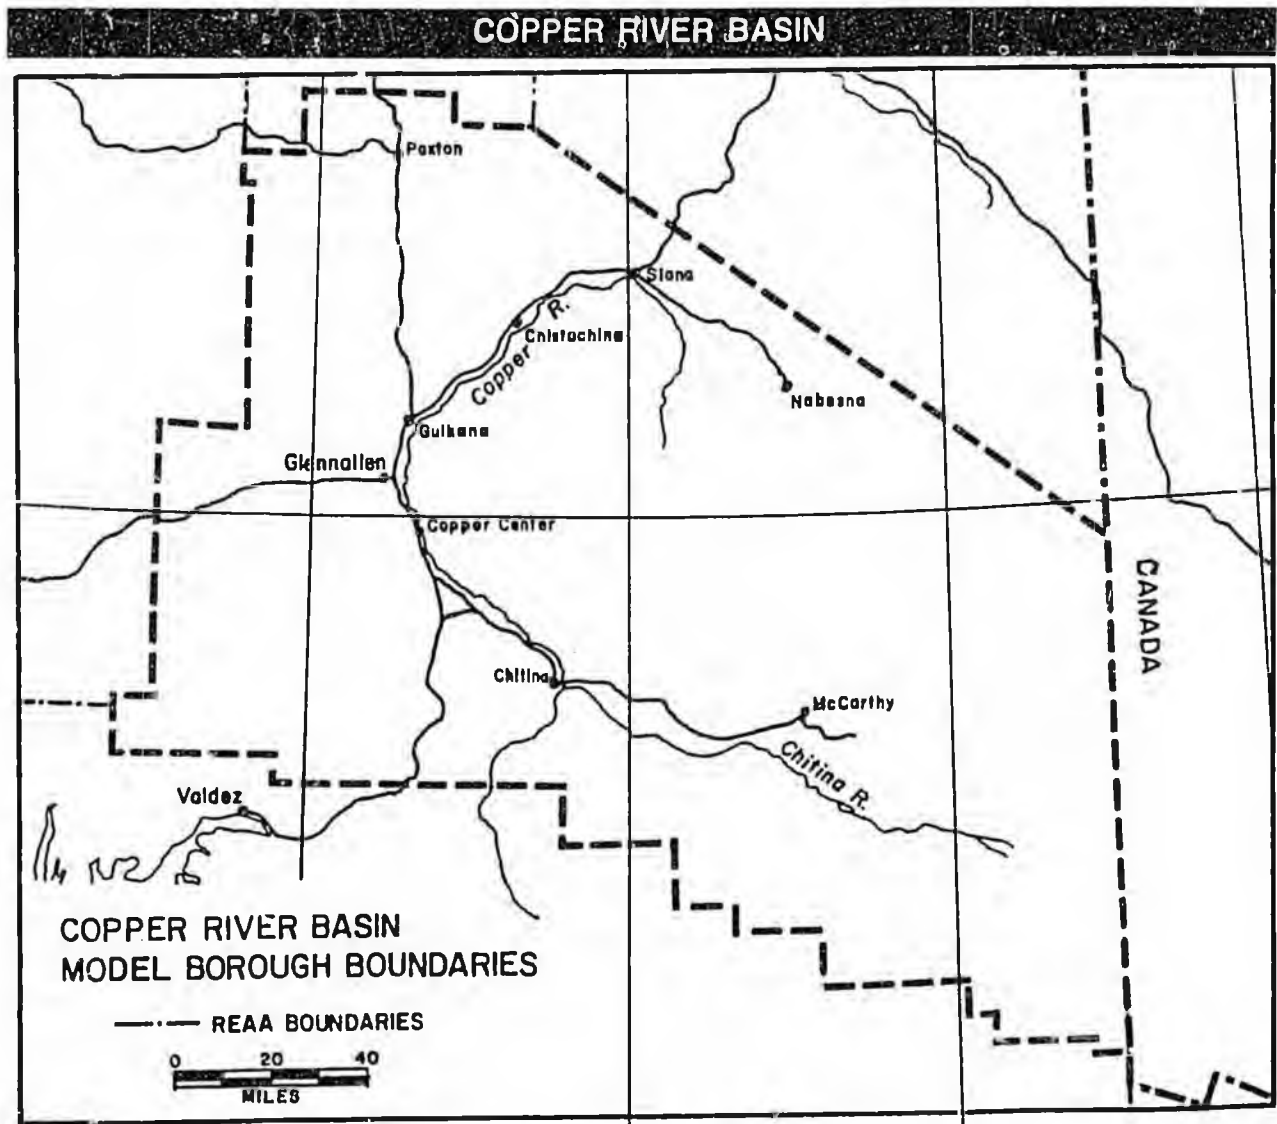 COPPER RIVER BASIN
Paxton
Slana
Chistochina
Copper R.
Nabesna
Gulkana
Glennallen
Copper Center
CANADA
Chitina
McCarthy
Chitina R.
Valdez
COPPER RIVER BASIN
MODEL BOROUGH BOUNDARIES
REAA BOUNDARIES
0 20 40
MILES